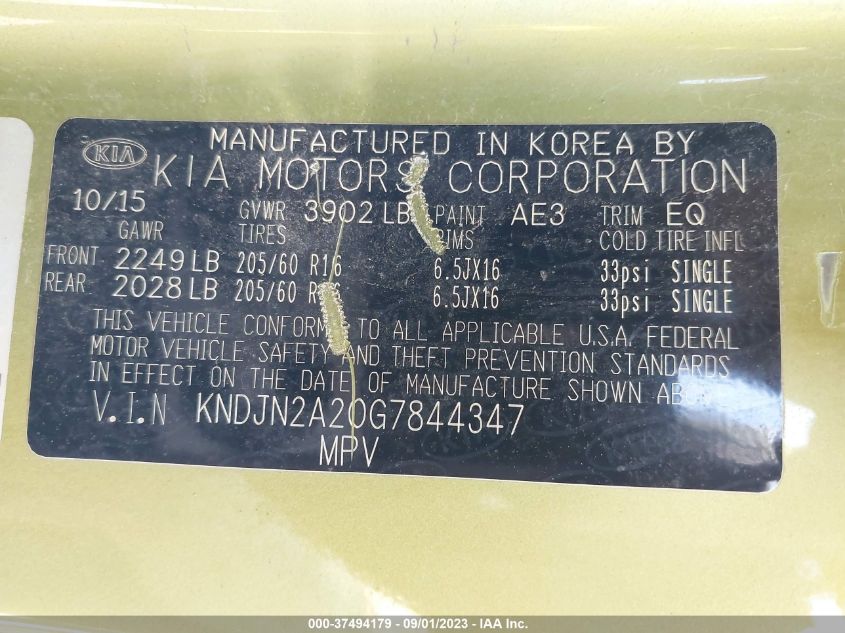 MANUFACTURED IN KOREA BY
KIA KIA MOTORS CORPORATION
10/15 GVWR 3902 LB PAINT AE3 TRIM EQ
GAWR TIRES RIMS COLD TIRE INFL
FRONT 2249 LB 205/60 R16 6.5JX16 33psi SINGLE
REAR 2028 LB 205/60 6.5JX16 33psi SINGLE
THIS VEHICLE CONFORMS TO ALL APPLICABLE U.S.A. FEDERAL
MOTOR VEHICLE SAFETY AND THEFT PREVENTION STANDARDS
IN EFFECT ON THE DATE OF MANUFACTURE SHOWN ABOVE
V.I.N KNDJN2A20G7844347
MPV
000-37494179 - 09/01/2023 - IAAI.COM